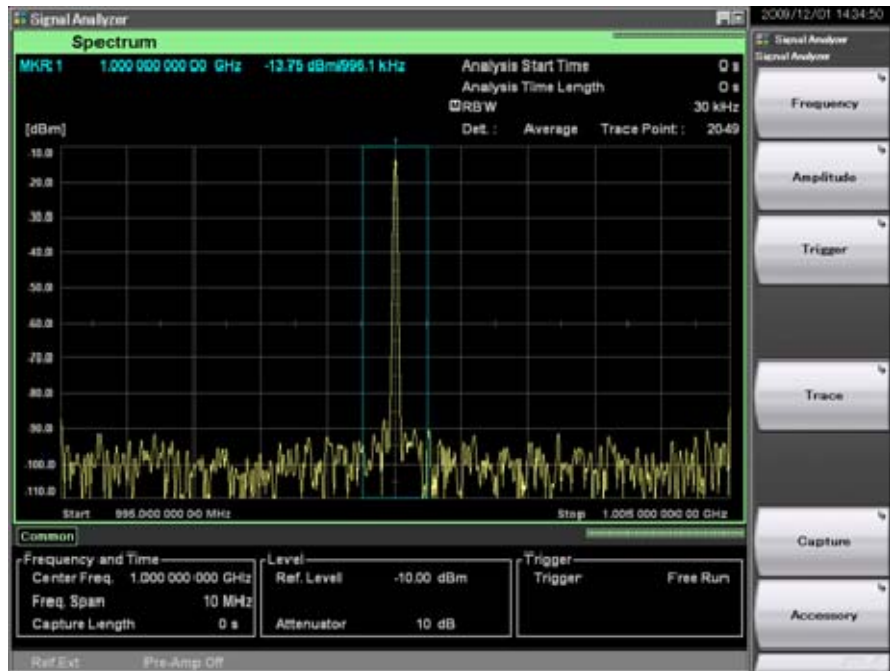 Signal Analyzer
2009/12/01 14:34:50
Spectrum
MKR 1 1.000 000 000 00 GHz -13.75 dBm/996.1 kHz
Analysis Start Time 0 s
Analysis Time Length 0 s
RBW 30 kHz
[dBm]
Det. : Average Trace Point : 2049
-10.0
-20.0
-30.0
-40.0
-50.0
-60.0
-70.0
-80.0
-90.0
-100.0
-110.0
Start 995.000 000 00 MHz
Stop 1.005 000 000 00 GHz
Common
Frequency and Time
Center Freq. 1.000 000 000 GHz
Freq. Span 10 MHz
Capture Length 0 s
Level
Ref. Level -10.00 dBm
Attenuator 10 dB
Trigger
Trigger Free Run
Ref.Ext Pre-Amp Off
Signal Analyzer
Signal Analyzer
Frequency
Amplitude
Trigger
Trace
Capture
Accessory